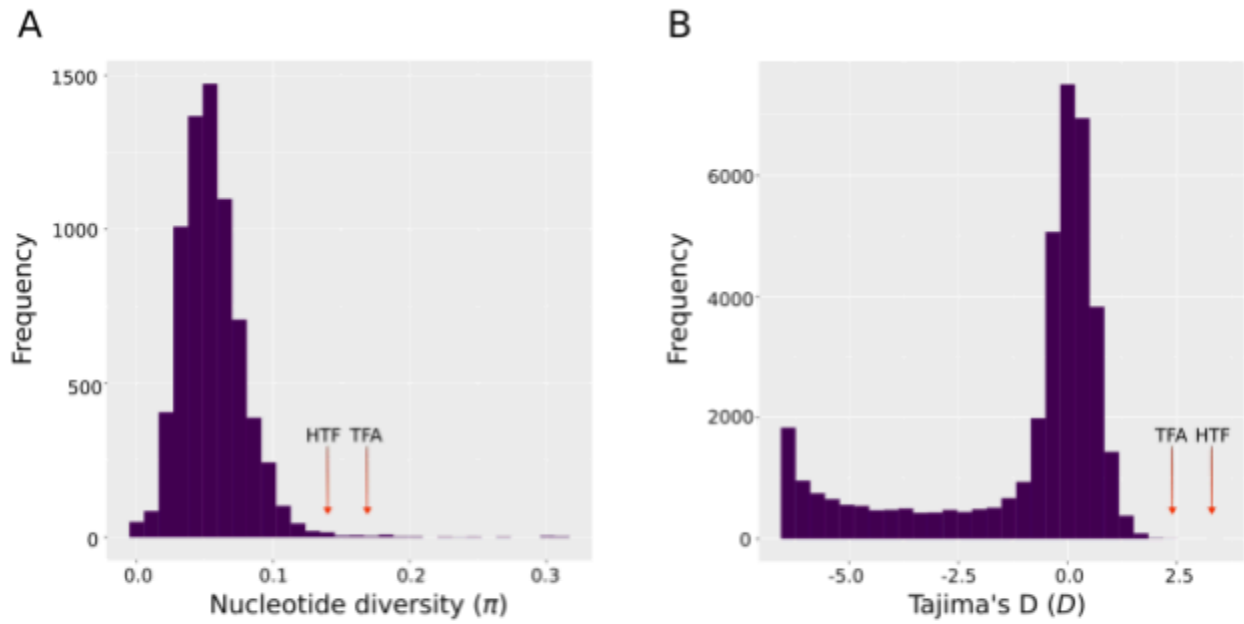 A
Frequency
1500
1000
500
0
HTF TFA
0.0 0.1 0.2 0.3
Nucleotide diversity (π)
B
Frequency
6000
4000
2000
0
TFA HTF
-5.0 -2.5 0.0 2.5
Tajima's D (D)